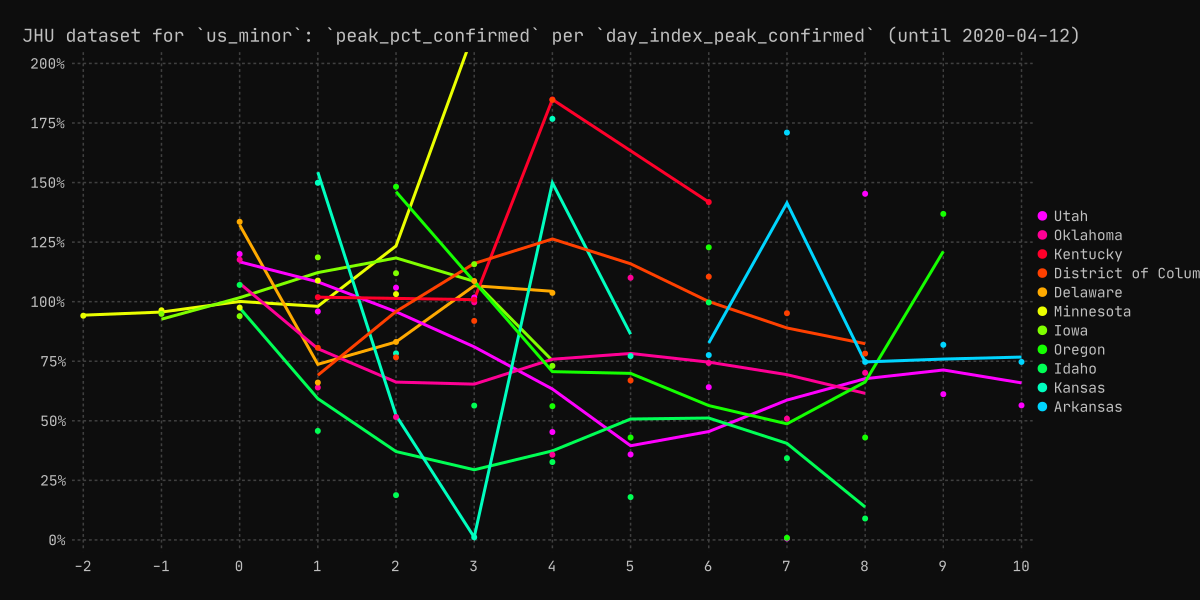 JHU dataset for `us_minor`: `peak_pct_confirmed` per `day_index_peak_confirmed` (until 2020-04-12)
200%
175%
150%
125%
100%
75%
50%
25%
0%
-2 -1 0 1 2 3 4 5 6 7 8 9 10
Utah
Oklahoma
Kentucky
District of Colum
Delaware
Minnesota
Iowa
Oregon
Idaho
Kansas
Arkansas